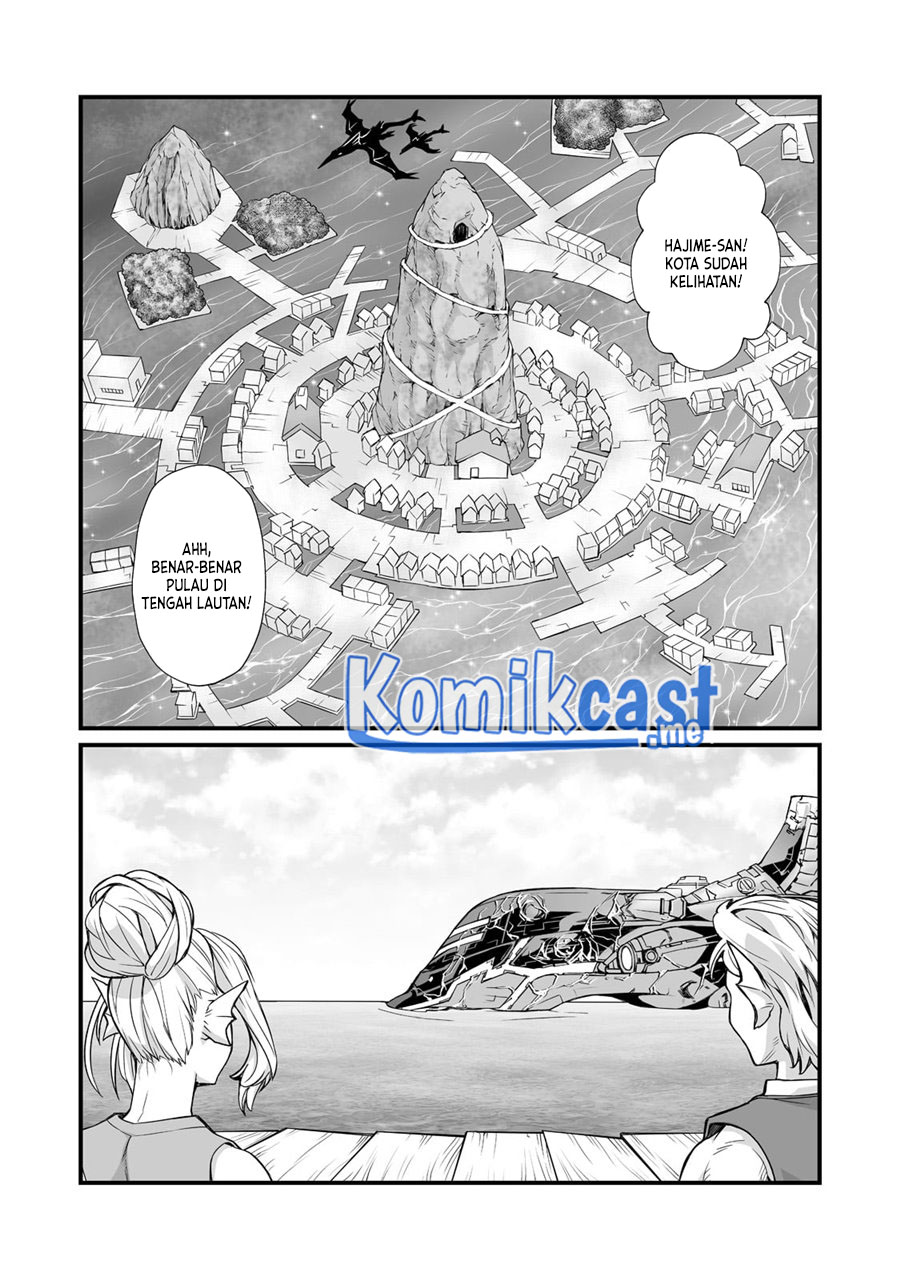 HAJIME-SAN!
KOTA SUDAH
KELIHATAN!
AHH,
BENAR-BENAR
PULAU DI
TENGAH LAUTAN!
Komikcast
.me